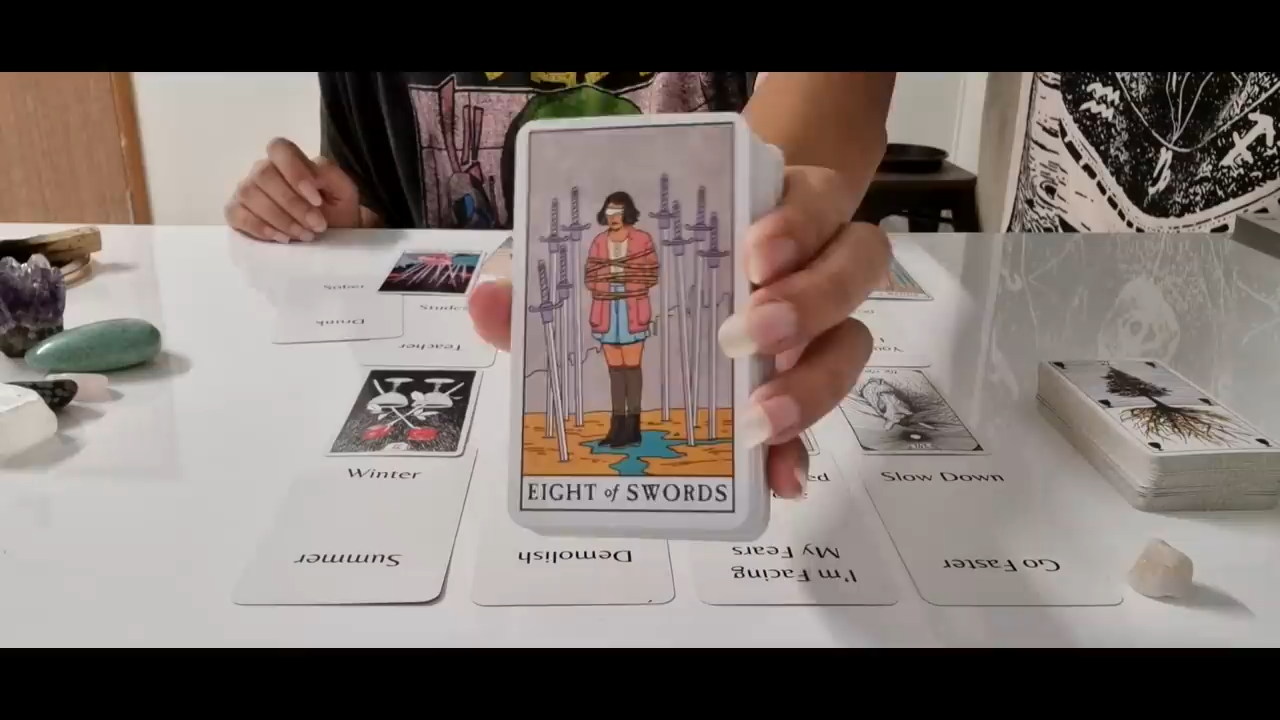 Sober
Drunk
Teacher
EIGHT of SWORDS
Winter
Summer
Demolish
I'm Facing
My Fears
Slow Down
Go Faster